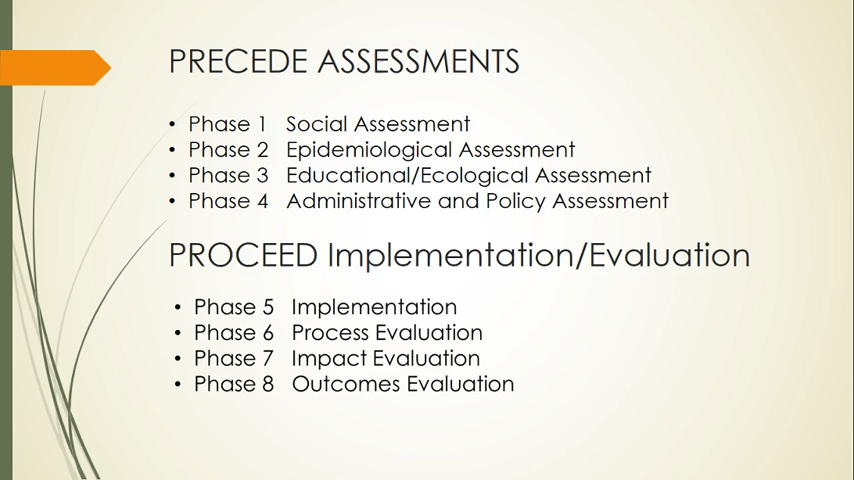 PRECEDE ASSESSMENTS
• Phase 1 Social Assessment
• Phase 2 Epidemiological Assessment
• Phase 3 Educational/Ecological Assessment
• Phase 4 Administrative and Policy Assessment
PROCEED Implementation/Evaluation
• Phase 5 Implementation
• Phase 6 Process Evaluation
• Phase 7 Impact Evaluation
• Phase 8 Outcomes Evaluation